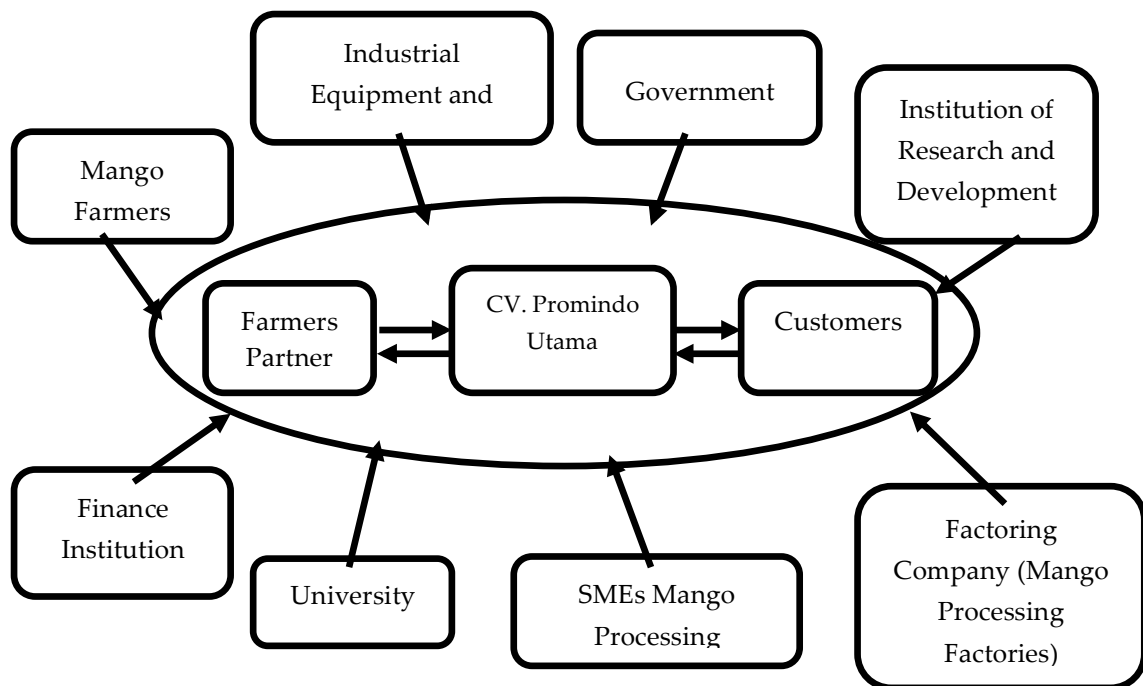 Industrial
Equipment and
Government
Institution of
Research and
Development
Mango
Farmers
Farmers
Partner
CV. Promindo
Utama
Customers
Finance
Institution
University
SMEs Mango
Processing
Factoring
Company (Mango
Processing
Factories)